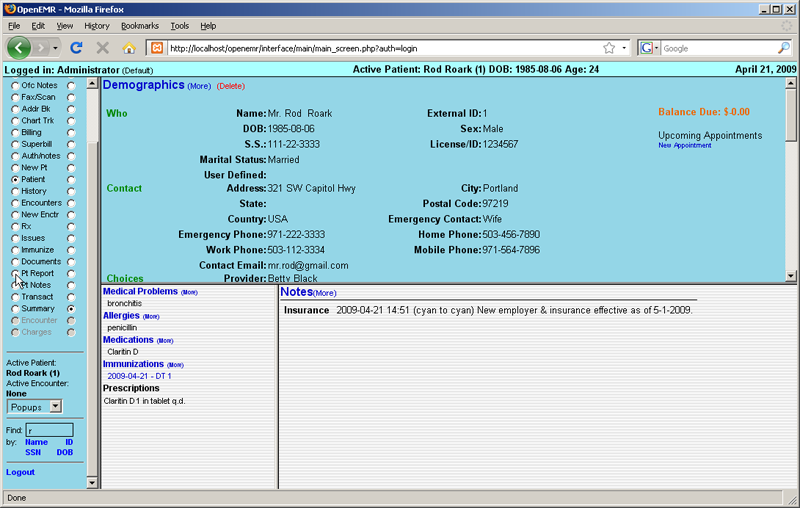 OpenEMR - Mozilla Firefox
File Edit View History Bookmarks Tools Help
http://localhost/openemr/interface/main/main_screen.php?auth=login
G Google
Logged in: Administrator (Default) Active Patient: Rod Roark (1) DOB: 1985-08-06 Age: 24 April 21, 2009
Ofc Notes
Fax/Scan
Addr Bk
Chart Trk
Billing
Superbill
Auth/notes
New Pt
Patient
History
Encounters
New Enctr
Rx
Issues
Immunize
Documents
Pt Report
Pt Notes
Transact
Summary
Encounter
Charges
Active Patient:
Rod Roark (1)
Active Encounter:
None
Popups
Find: r
by: Name ID
SSN DOB
Logout
Demographics (More) (Delete)
Who Name: Mr. Rod Roark External ID: 1
DOB: 1985-08-06 Sex: Male
S.S.: 111-22-3333 License/ID: 1234567
Marital Status: Married
User Defined:
Contact Address: 321 SW Capitol Hwy City: Portland
State: Postal Code: 97219
Country: USA Emergency Contact: Wife
Emergency Phone: 971-222-3333 Home Phone: 503-456-7890
Work Phone: 503-112-3334 Mobile Phone: 971-564-7896
Contact Email: mr.rod@gmail.com
Choices Provider: Betty Black
Balance Due: $-0.00
Upcoming Appointments
New Appointment
Medical Problems (More)
bronchitis
Allergies (More)
penicillin
Medications (More)
Claritin D
Immunizations (More)
2009-04-21 - DT 1
Prescriptions
Claritin D 1 in tablet q.d.
Notes (More)
Insurance 2009-04-21 14:51 (cyan to cyan) New employer & insurance effective as of 5-1-2009.
Done